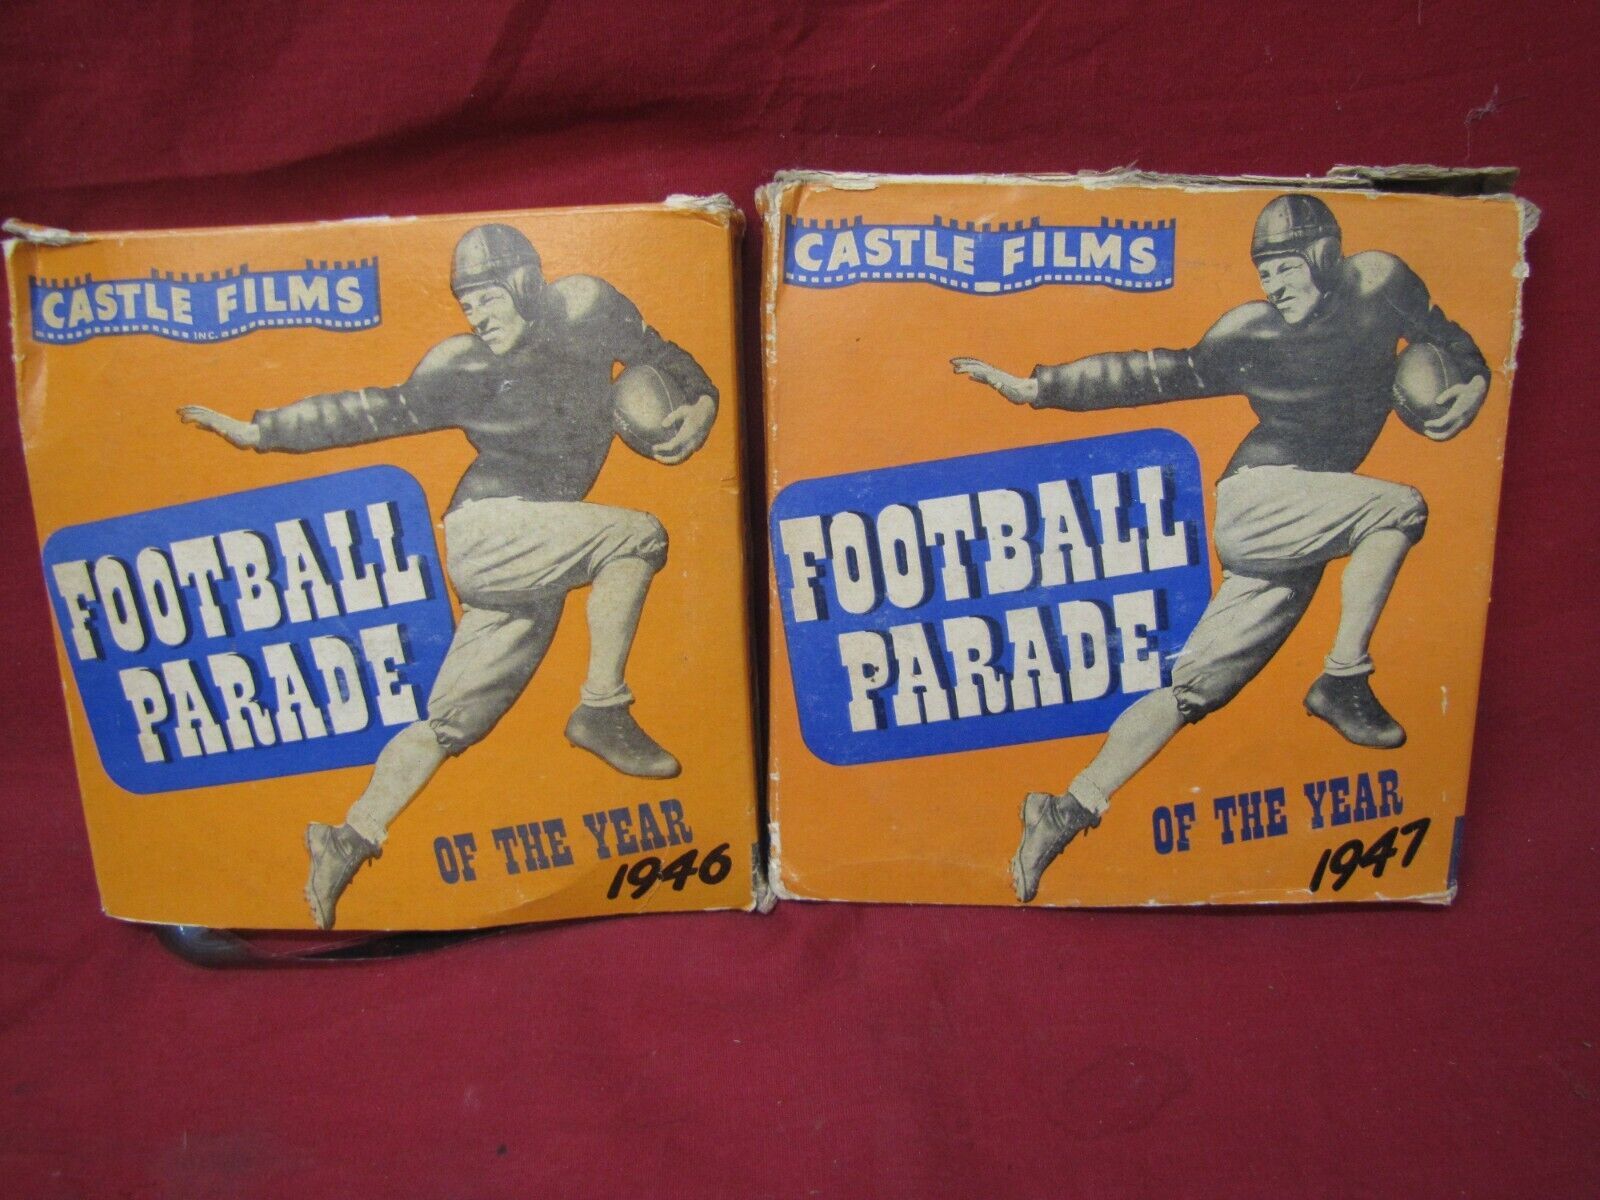 CASTLE FILMS
INC.
FOOTBALL
PARADE
OF THE YEAR
1946
CASTLE FILMS
FOOTBALL
PARADE
OF THE YEAR
1947